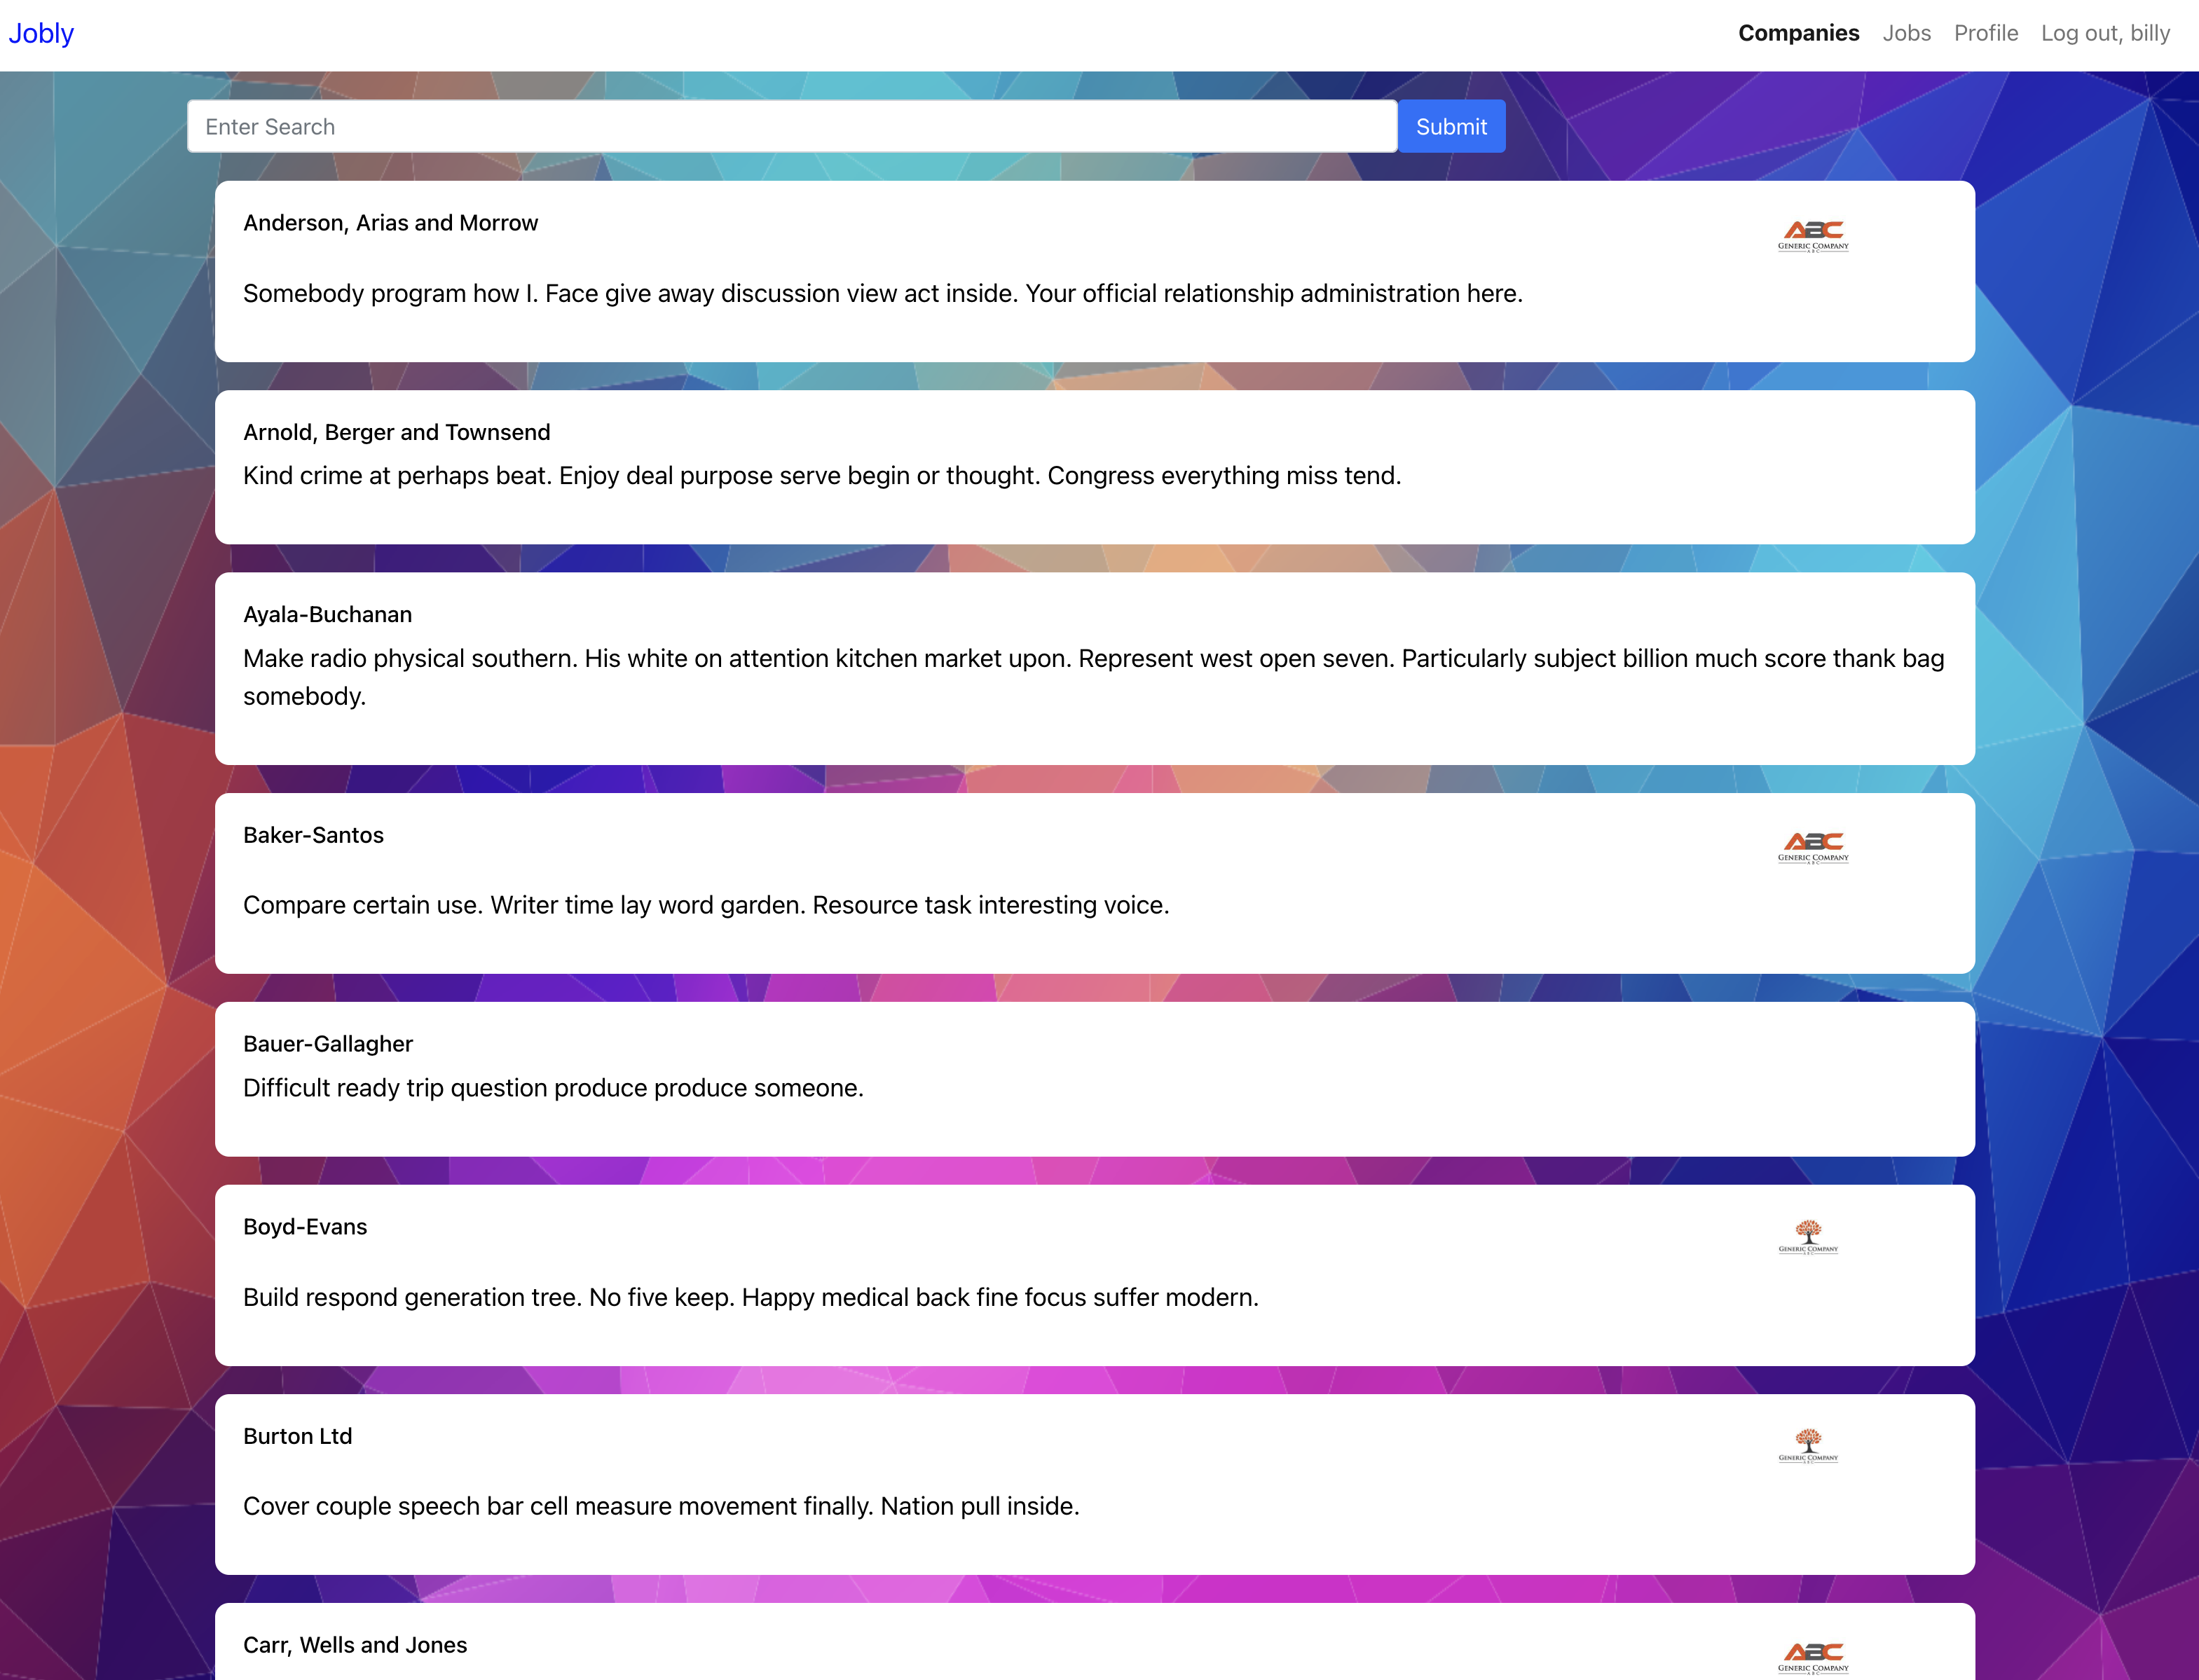 Jobly
Companies Jobs Profile Log out, billy
Enter Search Submit
Anderson, Arias and Morrow
ABC
GENERIC COMPANY
ABC
Somebody program how I. Face give away discussion view act inside. Your official relationship administration here.
Arnold, Berger and Townsend
Kind crime at perhaps beat. Enjoy deal purpose serve begin or thought. Congress everything miss tend.
Ayala-Buchanan
Make radio physical southern. His white on attention kitchen market upon. Represent west open seven. Particularly subject billion much score thank bag
somebody.
Baker-Santos
ABC
GENERIC COMPANY
ABC
Compare certain use. Writer time lay word garden. Resource task interesting voice.
Bauer-Gallagher
Difficult ready trip question produce produce someone.
Boyd-Evans
GENERIC COMPANY
ABC
Build respond generation tree. No five keep. Happy medical back fine focus suffer modern.
Burton Ltd
GENERIC COMPANY
ABC
Cover couple speech bar cell measure movement finally. Nation pull inside.
Carr, Wells and Jones
ABC
GENERIC COMPANY